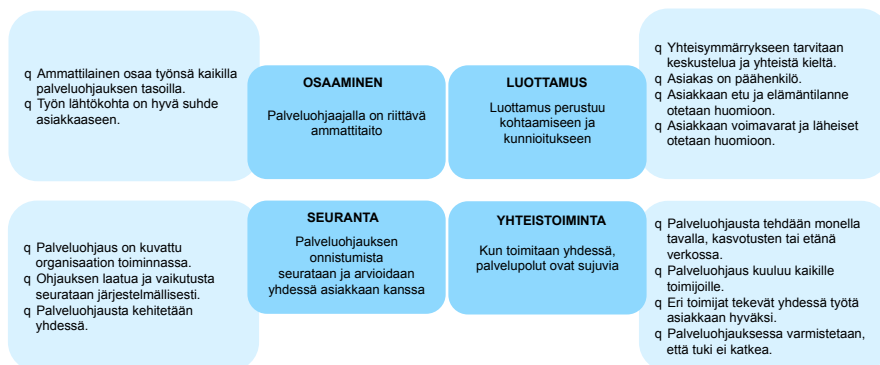 q Ammattilainen osaa työnsä kaikilla
palveluohjauksen tasoilla.
q Työn lähtökohta on hyvä suhde
asiakkaaseen.
OSAAMINEN
Palveluohjaajalla on riittävä
ammattitaito
LUOTTAMUS
Luottamus perustuu
kohtaamiseen ja
kunnioitukseen
q Yhteisymmärrykseen tarvitaan
keskustelua ja yhteistä kieltä.
q Asiakas on päähenkilö.
q Asiakkaan etu ja elämäntilanne
otetaan huomioon.
q Asiakkaan voimavarat ja läheiset
otetaan huomioon.
q Palveluohjaus on kuvattu
organisaation toiminnassa.
q Ohjauksen laatua ja vaikutusta
seurataan järjestelmällisesti.
q Palveluohjausta kehitetään
yhdessä.
SEURANTA
Palveluohjauksen
onnistumista
seurataan ja arvioidaan
yhdessä asiakkaan kanssa
YHTEISTOIMINTA
Kun toimitaan yhdessä,
palvelupolut ovat sujuvia
q Palveluohjausta tehdään monella
tavalla, kasvotusten tai etänä
verkossa.
q Palveluohjaus kuuluu kaikille
toimijoille.
q Eri toimijat tekevät yhdessä työtä
asiakkaan hyväksi.
q Palveluohjauksessa varmistetaan,
että tuki ei katkea.